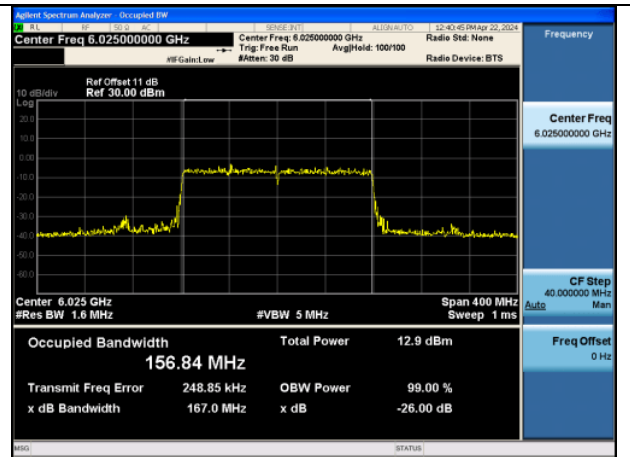 Agilent Spectrum Analyzer - Occupied BW
RL RF 50 Ω AC SENSE:INT ALIGNAUTO 12:40:45 PM Apr 22, 2024
Center Freq 6.025000000 GHz Center Freq: 6.025000000 GHz Radio Std: None
Trig: Free Run Avg|Hold: 100/100
#IFGain:Low #Atten: 30 dB Radio Device: BTS
Frequency
Ref Offset 11 dB
10 dB/div Ref 30.00 dBm
Log
20.0
10.0
0.00
-10.0
-20.0
-30.0
-40.0
-50.0
-60.0
Center 6.025 GHz Span 400 MHz
#Res BW 1.6 MHz #VBW 5 MHz Sweep 1 ms
Occupied Bandwidth Total Power 12.9 dBm
156.84 MHz
Transmit Freq Error 248.85 kHz OBW Power 99.00 %
x dB Bandwidth 167.0 MHz x dB -26.00 dB
Center Freq
6.025000000 GHz
CF Step
40.000000 MHz
Auto Man
Freq Offset
0 Hz
MSG STATUS